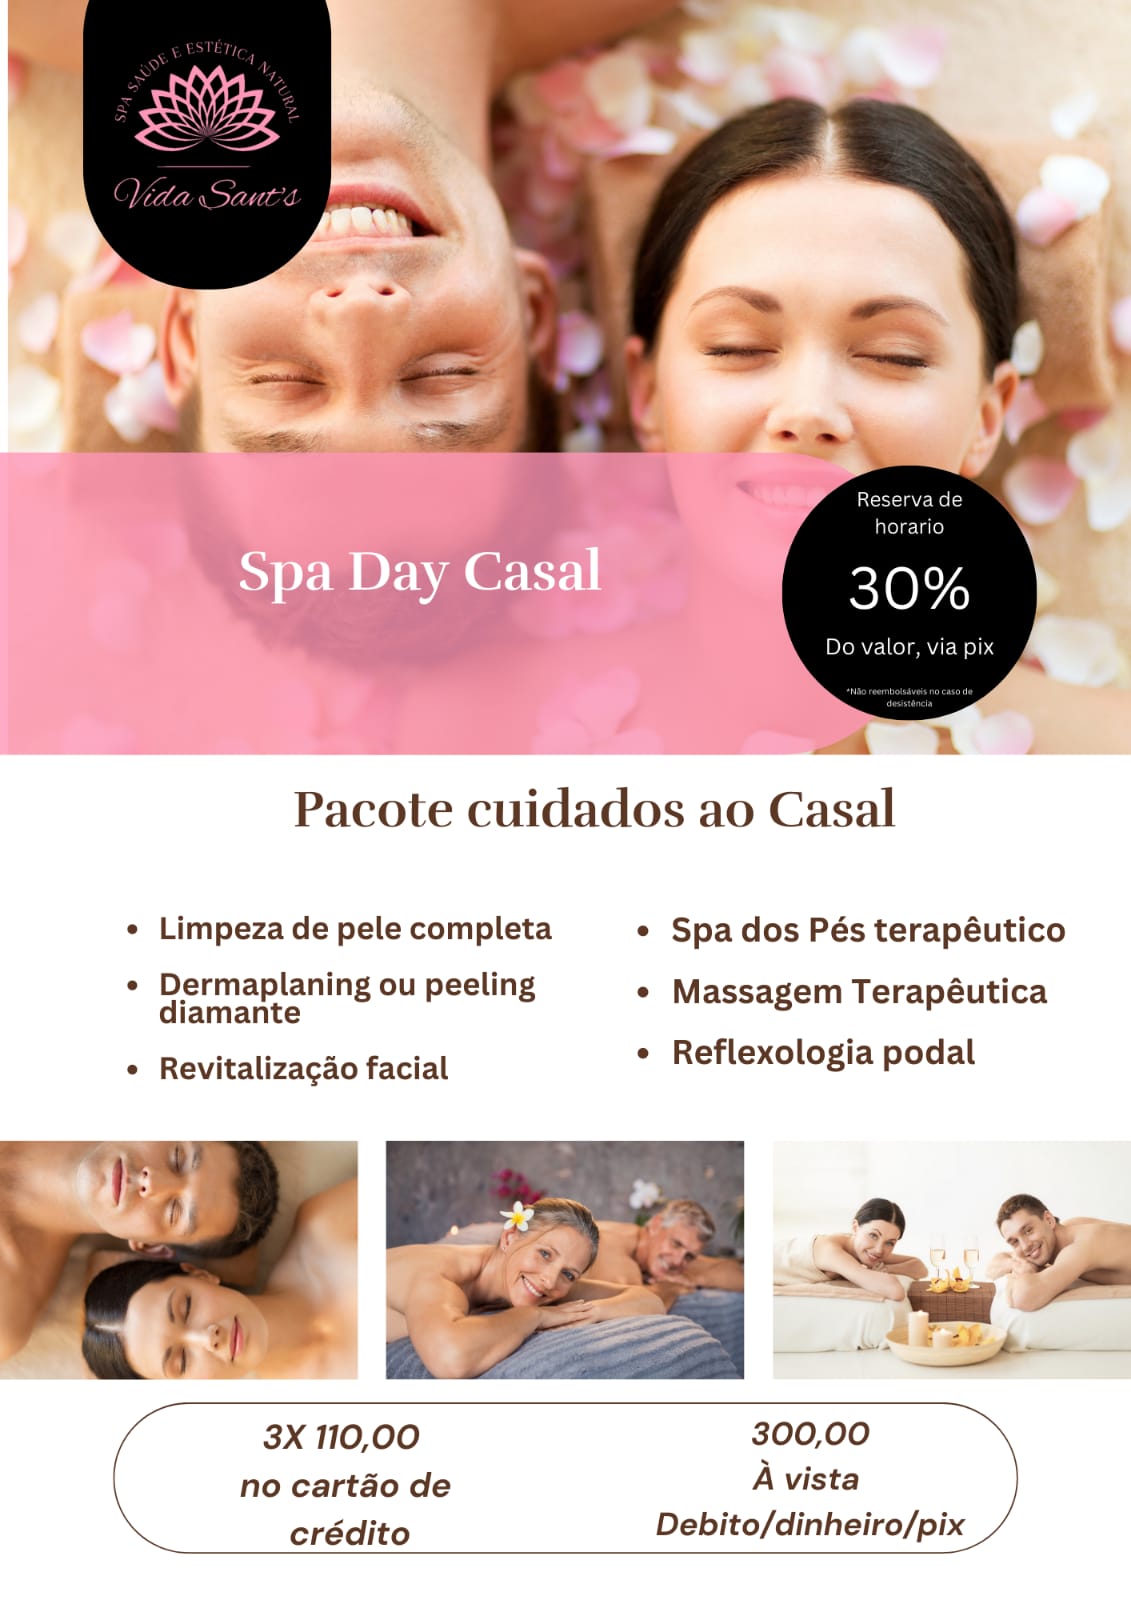 SPA SAÚDE E ESTÉTICA NATURAL
Vida Sant's
Spa Day Casal
Reserva de
horario
30%
Do valor, via pix
*Não reembolsáveis no caso de
desistência
Pacote cuidados ao Casal
• Limpeza de pele completa
• Dermaplaning ou peeling
diamante
• Revitalização facial
• Spa dos Pés terapêutico
• Massagem Terapêutica
• Reflexologia podal
3X 110,00
no cartão de
crédito
300,00
À vista
Debito/dinheiro/pix